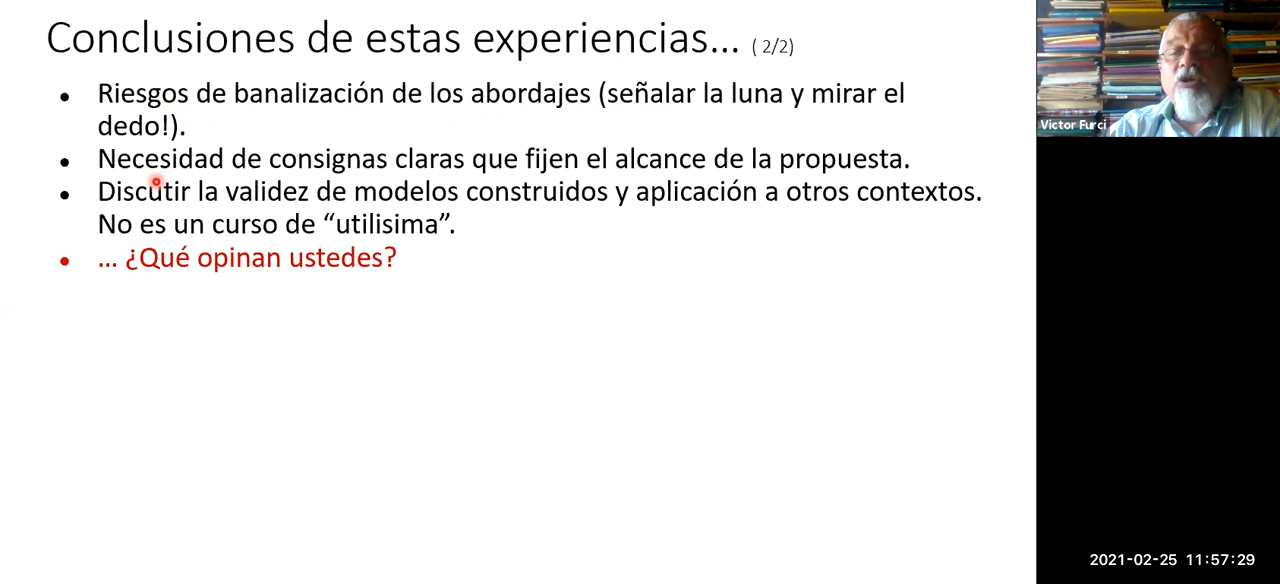 Conclusiones de estas experiencias... ( 2/2)
• Riesgos de banalización de los abordajes (señalar la luna y mirar el
dedo!).
• Necesidad de consignas claras que fijen el alcance de la propuesta.
• Discutir la validez de modelos construidos y aplicación a otros contextos.
No es un curso de “utilisima”.
• ... ¿Qué opinan ustedes?
Victor Furci
2021-02-25 11:57:29